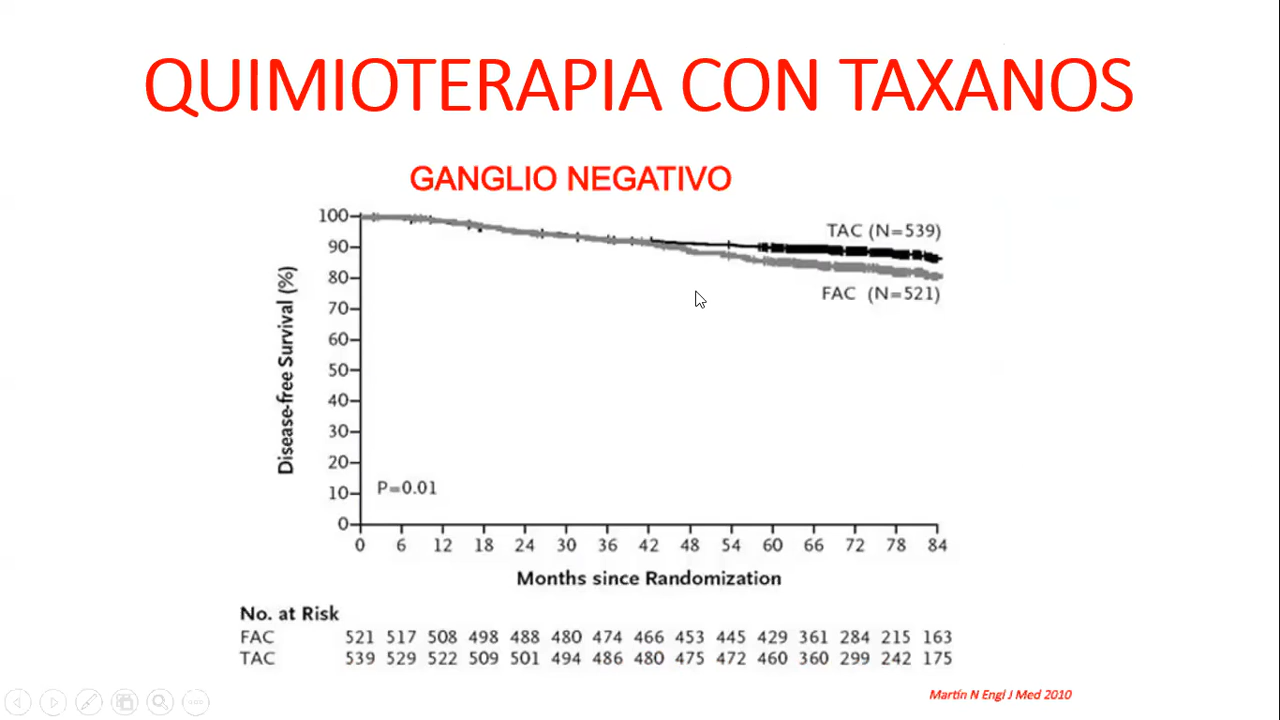 QUIMIOTERAPIA CON TAXANOS
GANGLIO NEGATIVO
Disease-free Survival (%)
100
90
80
70
60
50
40
30
20
10
0
TAC (N=539)
FAC (N=521)
P=0.01
0 6 12 18 24 30 36 42 48 54 60 66 72 78 84
Months since Randomization
No. at Risk
FAC 521 517 508 498 488 480 474 466 453 445 429 361 284 215 163
TAC 539 529 522 509 501 494 486 480 475 472 460 360 299 242 175
Martín N Engl J Med 2010